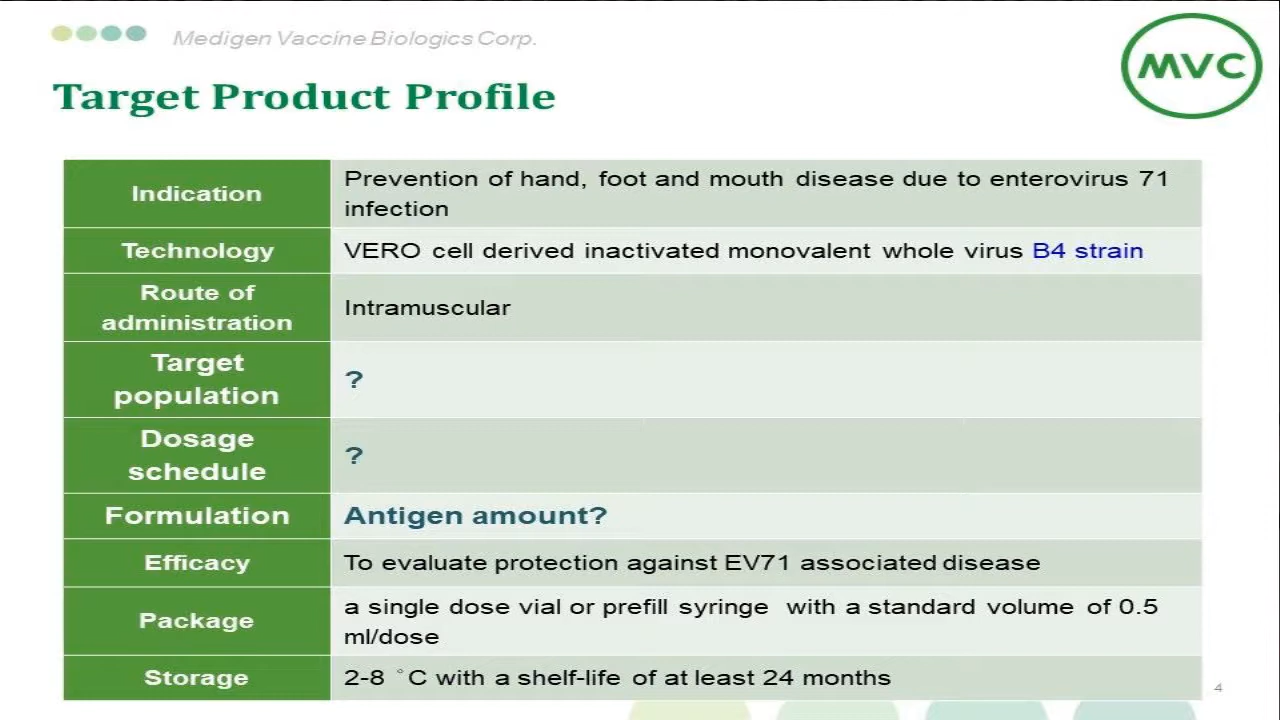 Medigen Vaccine Biologics Corp.
MVC
Target Product Profile
Indication
Prevention of hand, foot and mouth disease due to enterovirus 71
infection
Technology
VERO cell derived inactivated monovalent whole virus B4 strain
Route of
administration
Intramuscular
Target
population
?
Dosage
schedule
?
Formulation
Antigen amount?
Efficacy
To evaluate protection against EV71 associated disease
Package
a single dose vial or prefill syringe with a standard volume of 0.5
ml/dose
Storage
2-8 °C with a shelf-life of at least 24 months
4